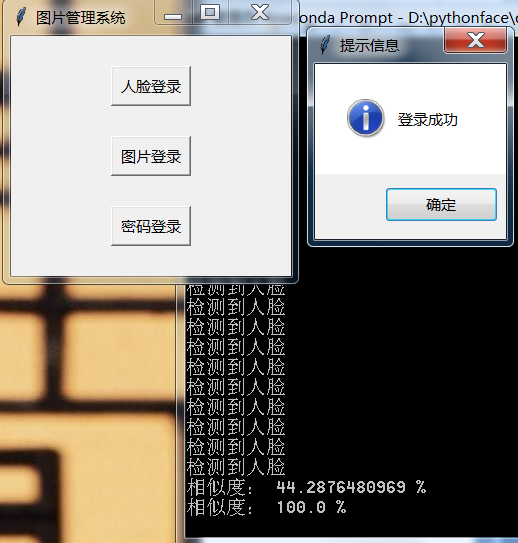 图片管理系统
人脸登录
图片登录
密码登录
onda Prompt - D:\pythonface\
提示信息
登录成功
确定
检测到人脸
检测到人脸
检测到人脸
检测到人脸
检测到人脸
检测到人脸
检测到人脸
检测到人脸
检测到人脸
检测到人脸
相似度: 44.2876480969 %
相似度: 100.0 %